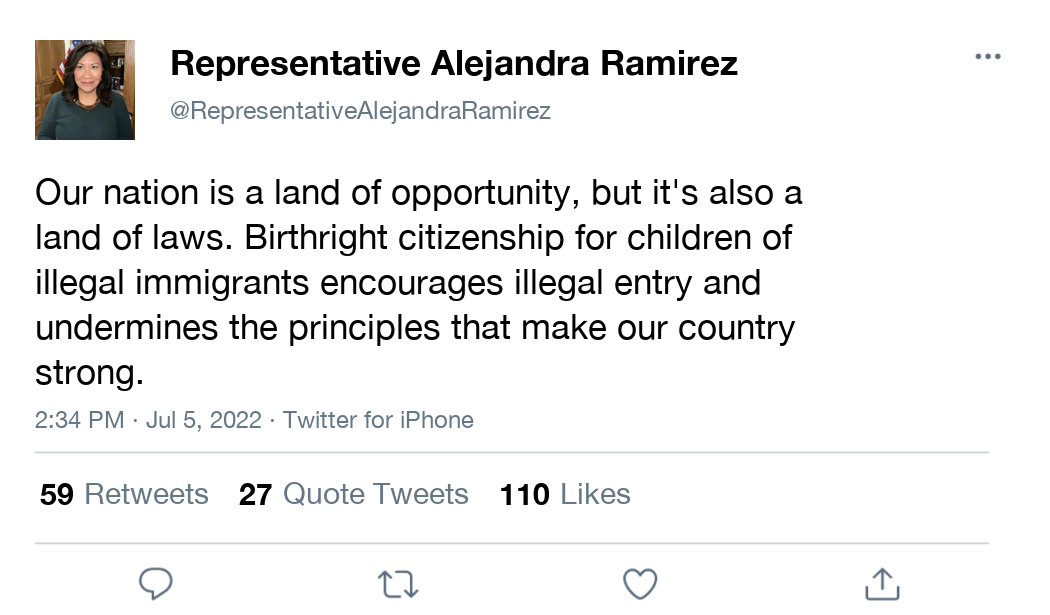 Representative Alejandra Ramirez
@RepresentativeAlejandraRamirez
Our nation is a land of opportunity, but it's also a
land of laws. Birthright citizenship for children of
illegal immigrants encourages illegal entry and
undermines the principles that make our country
strong.
2:34 PM · Jul 5, 2022 · Twitter for iPhone
59 Retweets 27 Quote Tweets 110 Likes